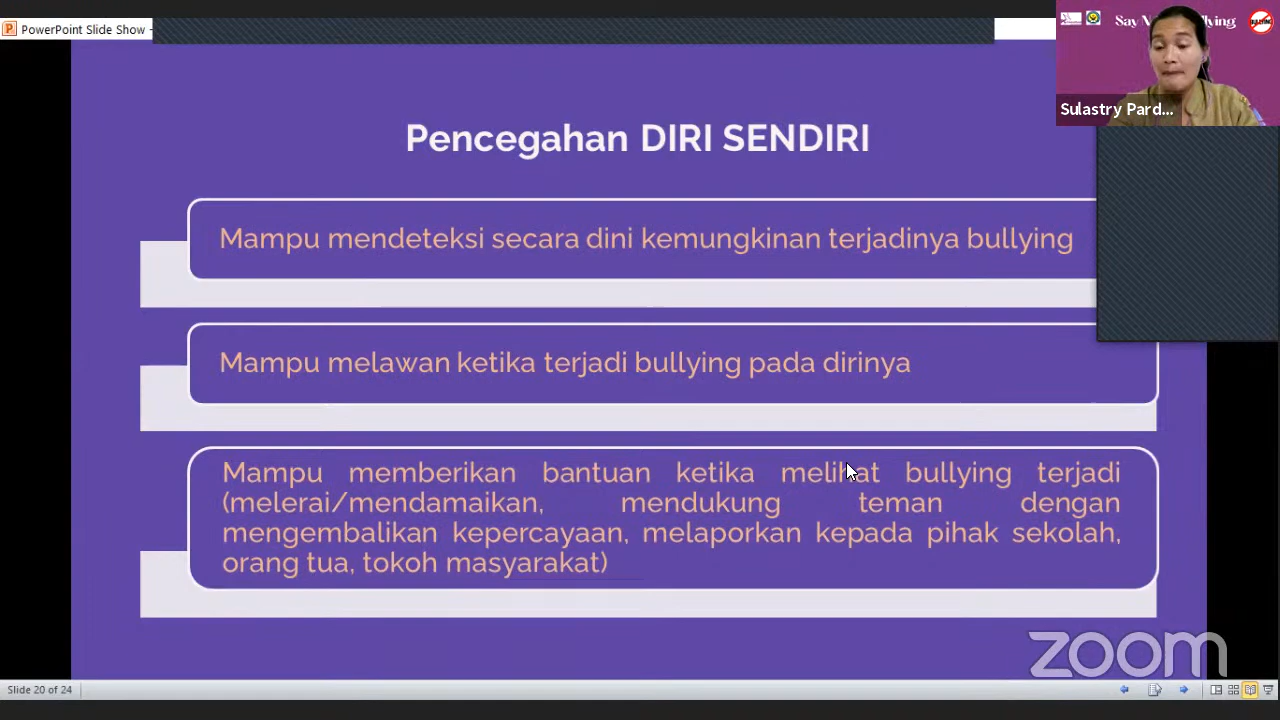 PowerPoint Slide Show -
Say N
ying
Sulastry Pard...
Pencegahan DIRI SENDIRI
Mampu mendeteksi secara dini kemungkinan terjadinya bullying
Mampu melawan ketika terjadi bullying pada dirinya
Mampu memberikan bantuan ketika melihat bullying terjadi
(melerai/mendamaikan, mendukung teman dengan
mengembalikan kepercayaan, melaporkan kepada pihak sekolah,
orang tua, tokoh masyarakat)
zoom
Slide 20 of 24